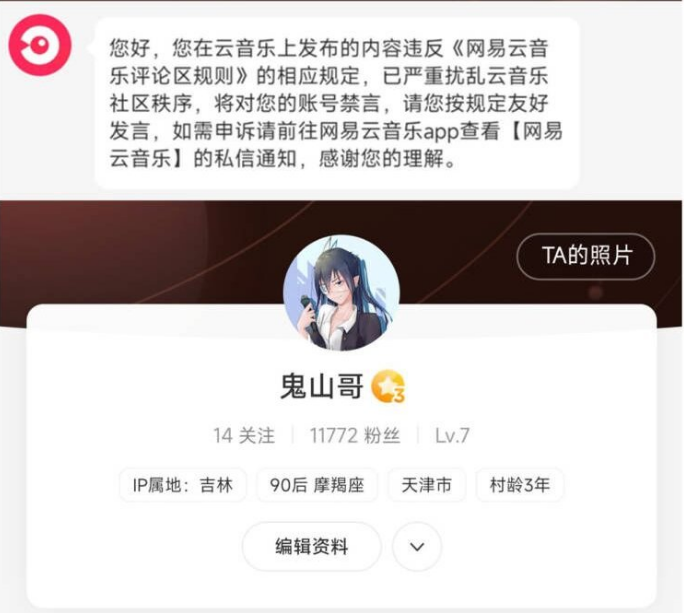 您好，您在云音乐上发布的内容违反《网易云音
乐评论区规则》的相应规定，已严重扰乱云音乐
社区秩序，将对您的账号禁言，请您按规定友好
发言，如需申诉请前往网易云音乐app查看【网易
云音乐】的私信通知，感谢您的理解。
TA的照片
鬼山哥 3
14 关注 11772 粉丝 Lv.7
IP属地：吉林 90后 摩羯座 天津市 村龄3年
编辑资料